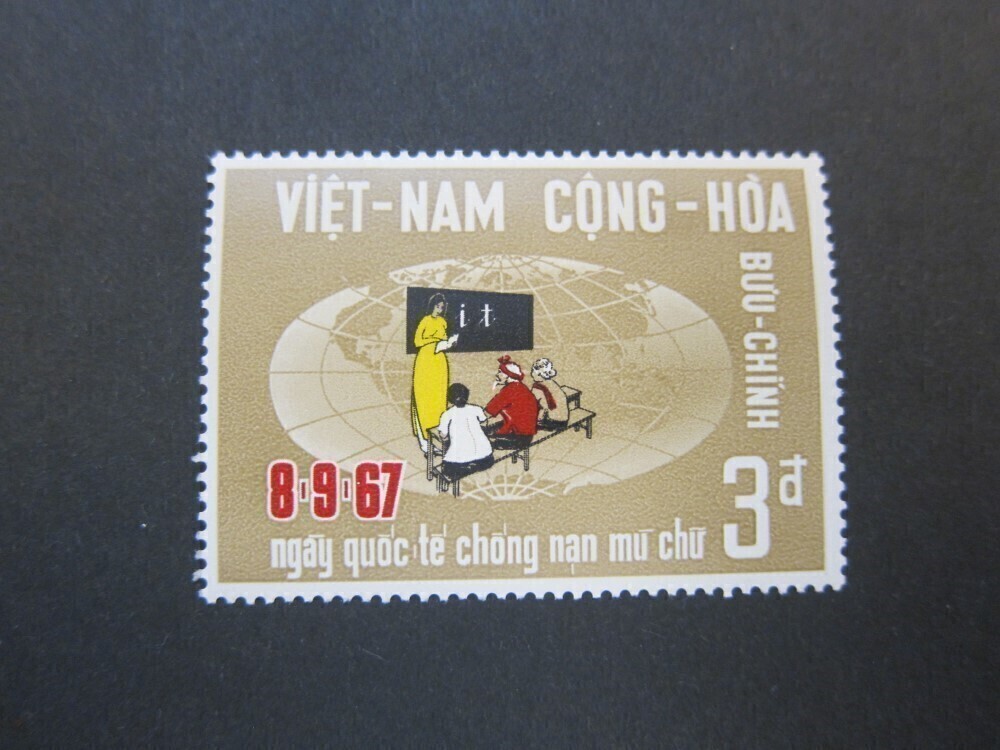 VIỆT-NAM CỘNG-HÒA
BƯU-CHÍNH
i t
8·9·67
3đ
ngày quốc-tế chống nạn mù chữ